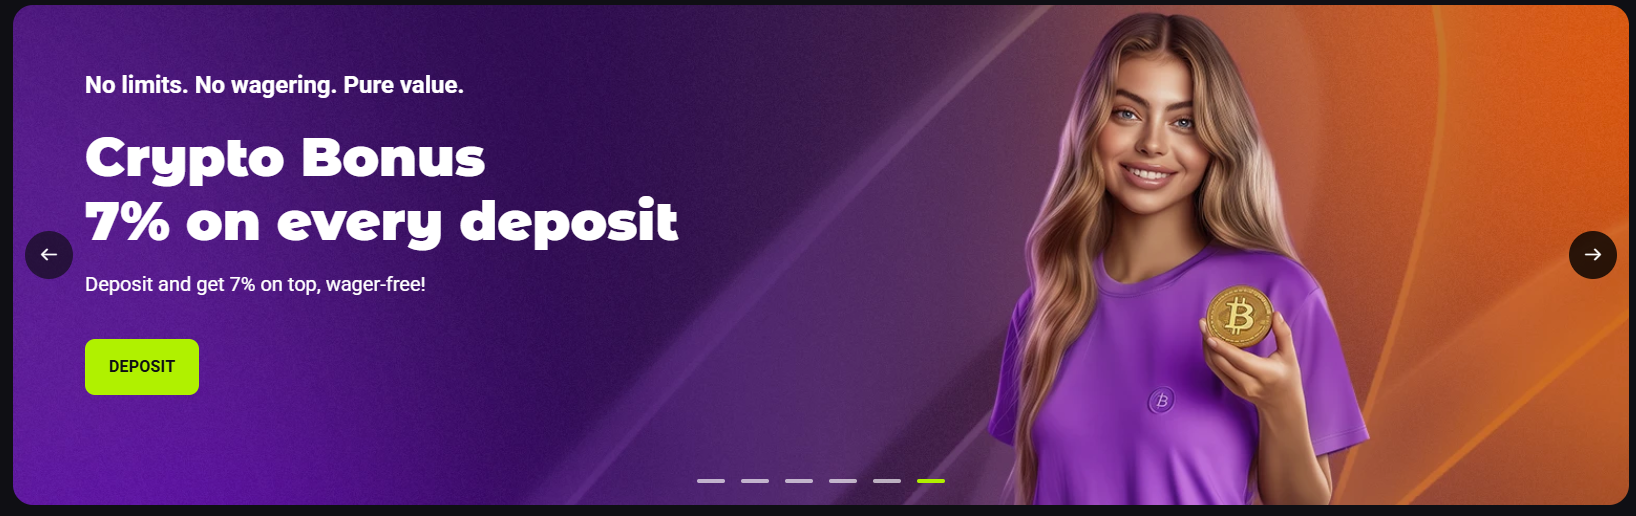 No limits. No wagering. Pure value.
Crypto Bonus
7% on every deposit
Deposit and get 7% on top, wager-free!
DEPOSIT